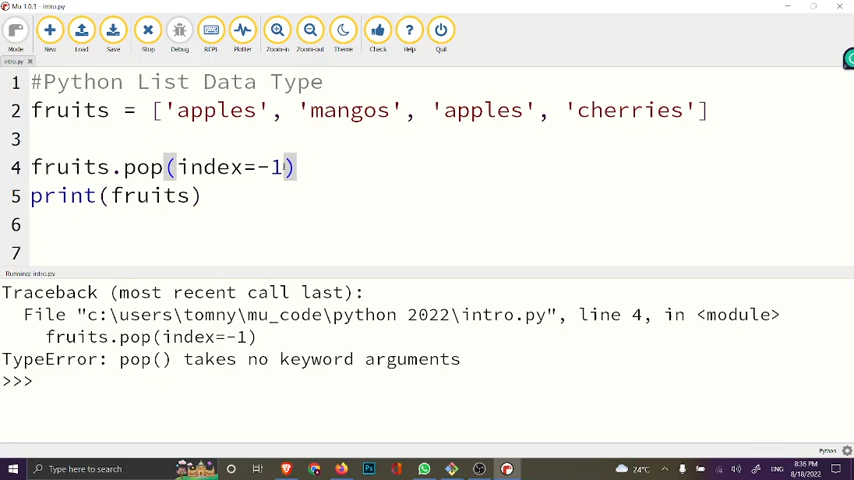 Mu 1.0.3 - intro.py
Mode New Load Save Stop Debug REPL Plotter Zoom-in Zoom-out Theme Check Help Quit
intro.py
1 #Python List Data Type
2 fruits = ['apples', 'mangos', 'apples', 'cherries']
3
4 fruits.pop(index=-1)
5 print(fruits)
6
7
Running: intro.py
Traceback (most recent call last):
File "c:\users\tomny\mu_code\python 2022\intro.py", line 4, in <module>
fruits.pop(index=-1)
TypeError: pop() takes no keyword arguments
>>>
Python
Type here to search
24°C
ENG
8:36 PM
8/18/2022